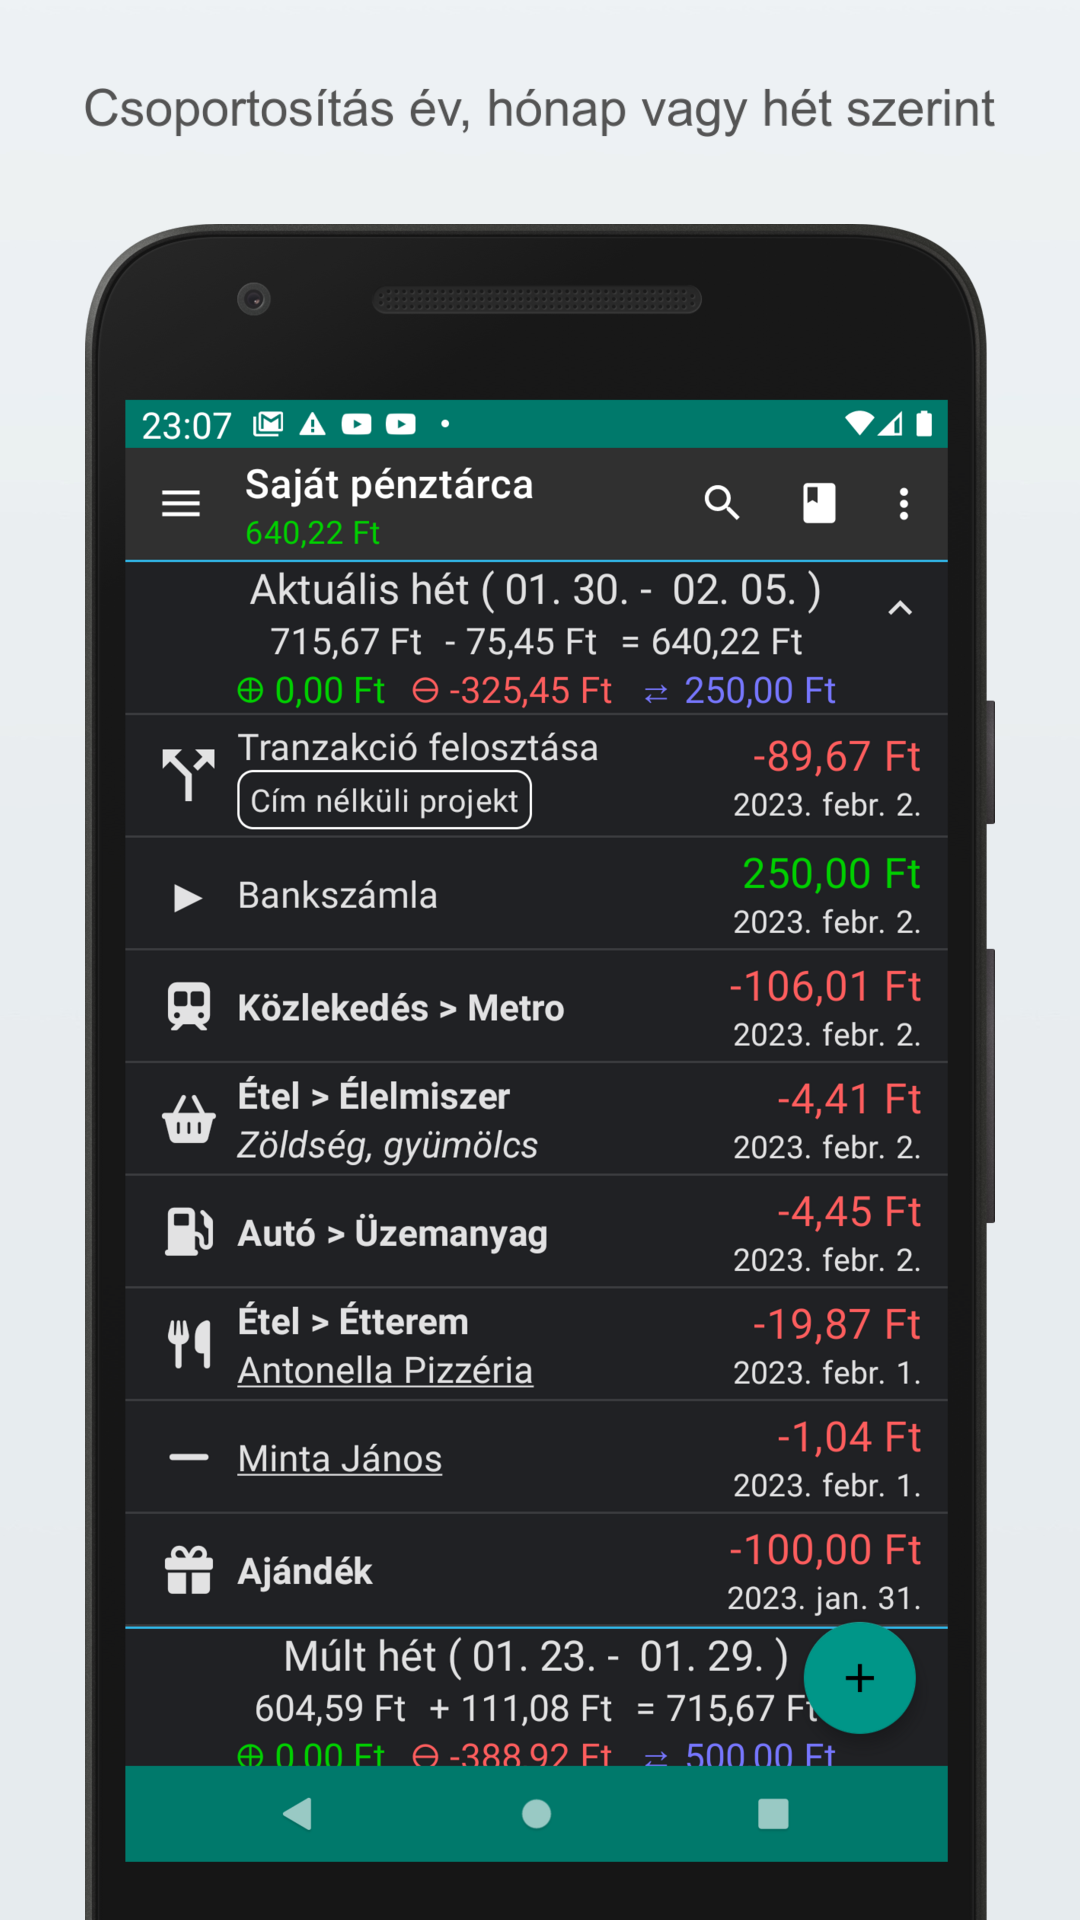 Csoportosítás év, hónap vagy hét szerint
23:07
Saját pénztárca
640,22 Ft
Aktuális hét ( 01. 30. - 02. 05. )
715,67 Ft - 75,45 Ft = 640,22 Ft
0,00 Ft -325,45 Ft 250,00 Ft
Tranzakció felosztása
-89,67 Ft
Cím nélküli projekt
2023. febr. 2.
Bankszámla
250,00 Ft
2023. febr. 2.
Közlekedés > Metro
-106,01 Ft
2023. febr. 2.
Étel > Élelmiszer
-4,41 Ft
Zöldség, gyümölcs
2023. febr. 2.
Autó > Üzemanyag
-4,45 Ft
2023. febr. 2.
Étel > Étterem
-19,87 Ft
Antonella Pizzéria
2023. febr. 1.
Minta János
-1,04 Ft
2023. febr. 1.
Ajándék
-100,00 Ft
2023. jan. 31.
Múlt hét ( 01. 23. - 01. 29. )
604,59 Ft + 111,08 Ft = 715,67 Ft
0,00 Ft -388,92 Ft 500,00 Ft